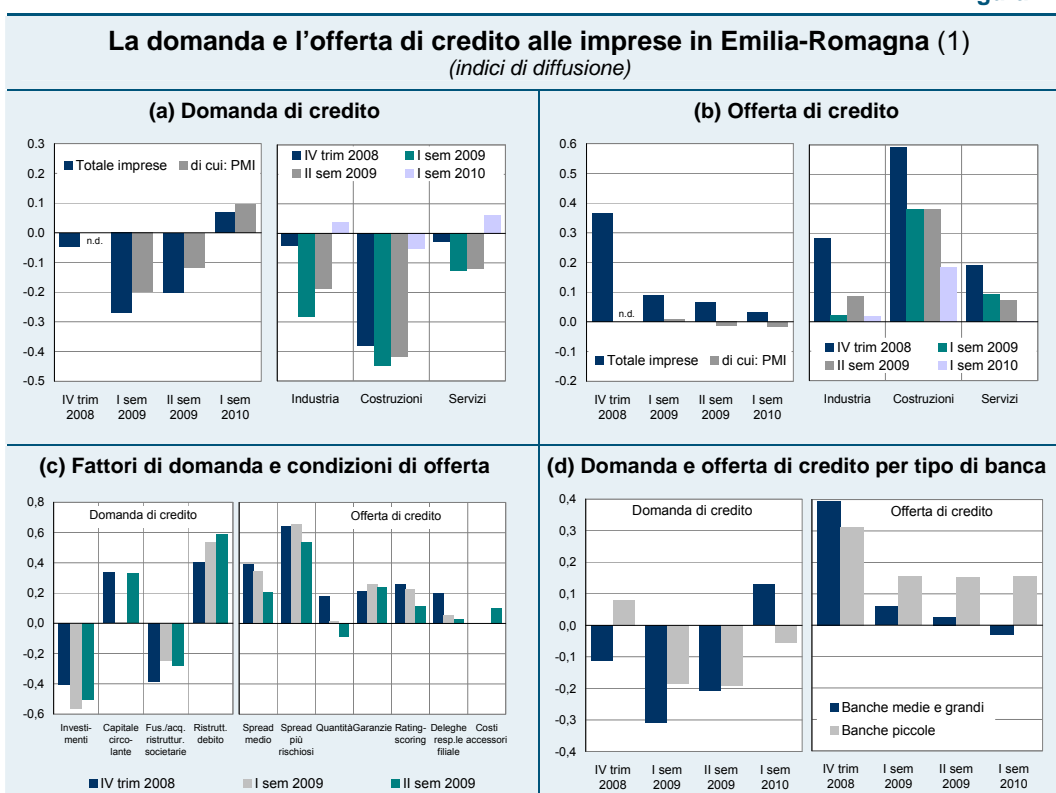 La domanda e l'offerta di credito alle imprese in Emilia-Romagna (1)
(indici di diffusione)
(a) Domanda di credito
0.3
0.2
0.1
0.0
-0.1
-0.2
-0.3
-0.4
-0.5
Totale imprese di cui: PMI
n.d.
IV trim 2008 I sem 2009
II sem 2009 I sem 2010
IV trim I sem II sem I sem
2008 2009 2009 2010
Industria Costruzioni Servizi
(b) Offerta di credito
0.6
0.5
0.4
0.3
0.2
0.1
0.0
-0.1
-0.2
n.d.
Totale imprese di cui: PMI
IV trim 2008 I sem 2009
II sem 2009 I sem 2010
IV trim I sem II sem I sem
2008 2009 2009 2010
Industria Costruzioni Servizi
(c) Fattori di domanda e condizioni di offerta
0,8
0,6
0,4
0,2
0,0
-0,2
-0,4
-0,6
Domanda di credito Offerta di credito
Investi- Capitale Fus./acq. Ristrutt. Spread Spread Quantità Garanzie Rating- Deleghe Costi
menti circo- ristruttur. debito medio più scoring resp.le accessori
lante societarie rischiosi filiale
IV trim 2008 I sem 2009 II sem 2009
(d) Domanda e offerta di credito per tipo di banca
0,4
0,3
0,2
0,1
0,0
-0,1
-0,2
-0,3
-0,4
Domanda di credito Offerta di credito
Banche medie e grandi
Banche piccole
IV trim I sem II sem I sem IV trim I sem II sem I sem
2008 2009 2009 2010 2008 2009 2009 2010